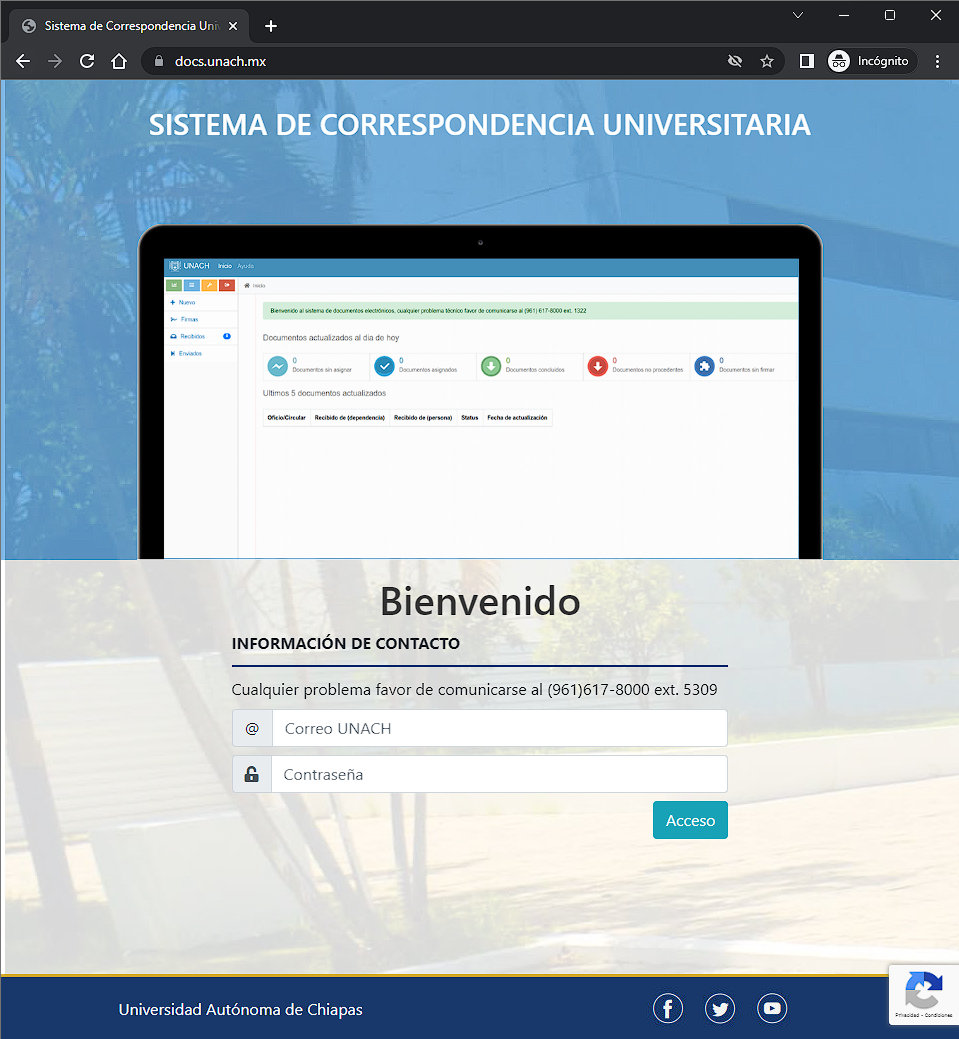 Sistema de Correspondencia Uni
docs.unach.mx
Incógnito
SISTEMA DE CORRESPONDENCIA UNIVERSITARIA
UNACH Inicio Ayuda
Inicio
Nuevo
Firmas
Recibidos
Enviados
Bienvenido al sistema de documentos electrónicos, cualquier problema técnico favor de comunicarse al (961) 617-8000 ext. 1322
Documentos actualizados al día de hoy
0
Documentos sin asignar
0
Documentos asignados
0
Documentos concluidos
0
Documentos no procedentes
0
Documentos sin firmar
Ultimos 5 documentos actualizados
Oficio/Circular Recibido de (dependencia) Recibido de (persona) Status Fecha de actualización
Bienvenido
INFORMACIÓN DE CONTACTO
Cualquier problema favor de comunicarse al (961)617-8000 ext. 5309
@ Correo UNACH
Contraseña
Acceso
Universidad Autónoma de Chiapas
Privacidad - Condiciones